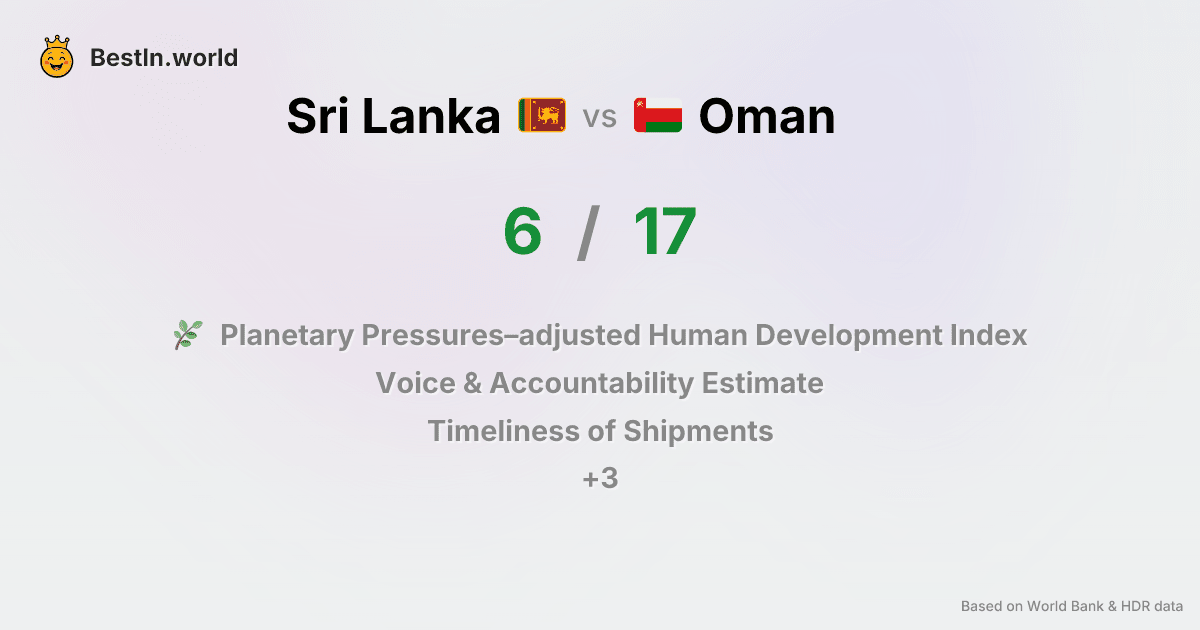 BestIn.world
Sri Lanka vs Oman
6 / 17
Planetary Pressures–adjusted Human Development Index
Voice & Accountability Estimate
Timeliness of Shipments
+3
Based on World Bank & HDR data